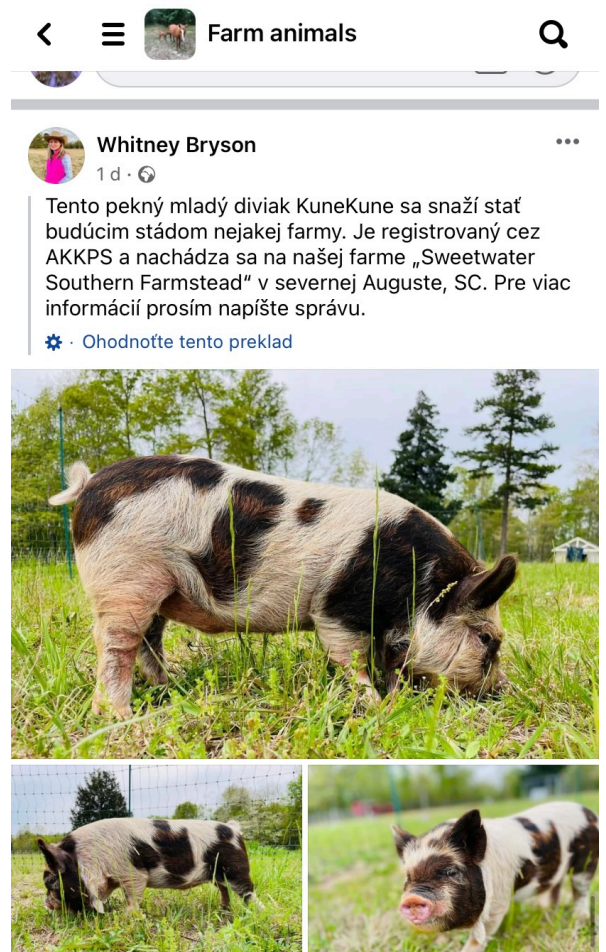 Farm animals
Whitney Bryson
1 d ·
Tento pekný mladý diviak KuneKune sa snaží stať
budúcim stádom nejakej farmy. Je registrovaný cez
AKKPS a nachádza sa na našej farme „Sweetwater
Southern Farmstead“ v severnej Auguste, SC. Pre viac
informácií prosím napíšte správu.
· Ohodnoťte tento preklad